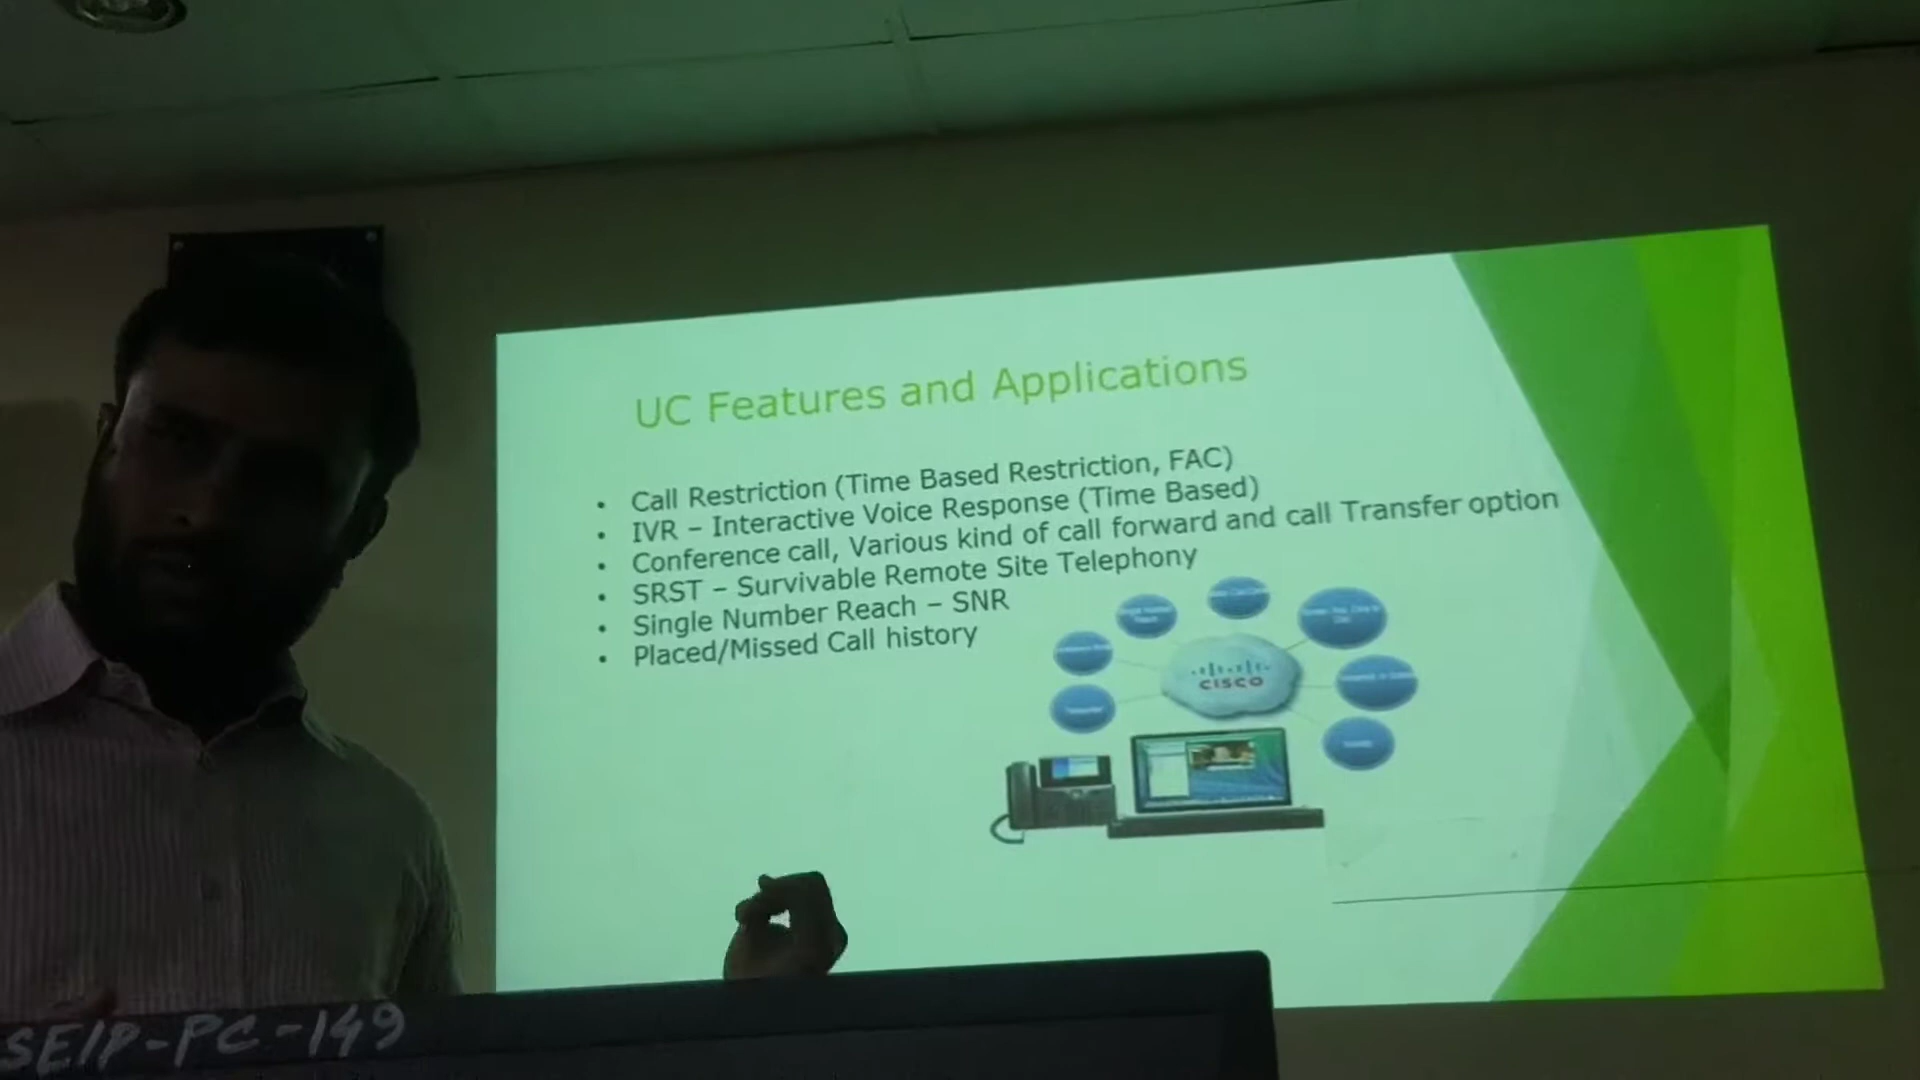 UC Features and Applications
• Call Restriction (Time Based Restriction, FAC)
• IVR – Interactive Voice Response (Time Based)
• Conference call, Various kind of call forward and call Transfer option
• SRST – Survivable Remote Site Telephony
• Single Number Reach – SNR
• Placed/Missed Call history
CISCO
SEIP-PC-149